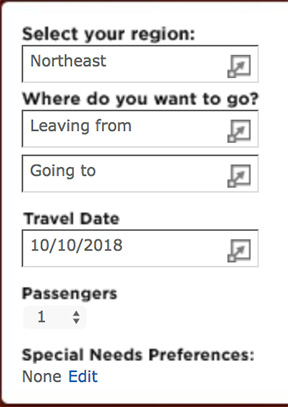 Select your region:
Northeast
Where do you want to go?
Leaving from
Going to
Travel Date
10/10/2018
Passengers
1
Special Needs Preferences:
None Edit